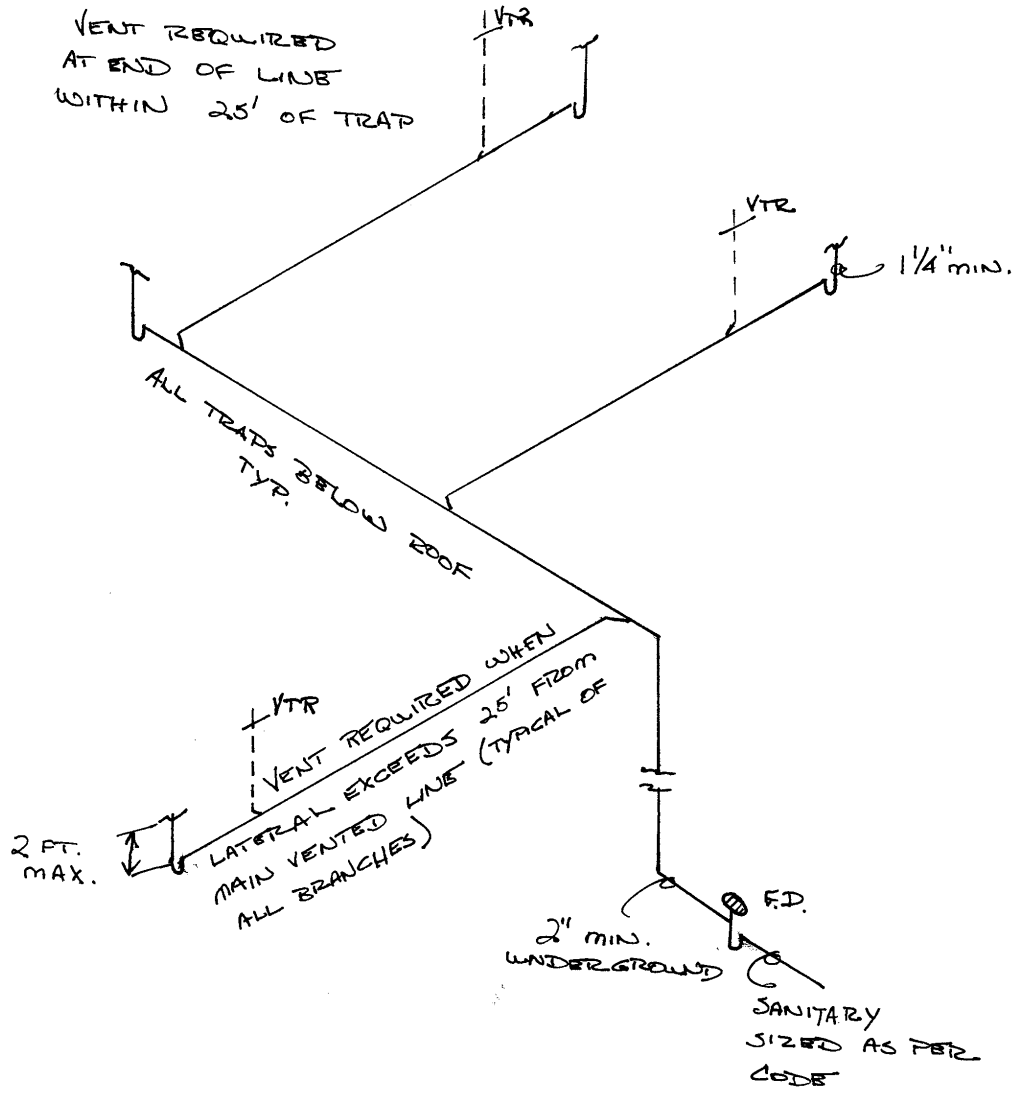 VENT REQUIRED
AT END OF LINE
WITHIN 25' OF TRAP
VTR
VTR
1 1/4" MIN.
ALL TRAPS BELOW ROOF
TYP.
VTR
VENT REQUIRED WHEN
LATERAL EXCEEDS 25' FROM
MAIN VENTED LINE (TYPICAL OF
ALL BRANCHES)
2 FT.
MAX.
F.D.
2" MIN.
UNDERGROUND
SANITARY
SIZED AS PER
CODE